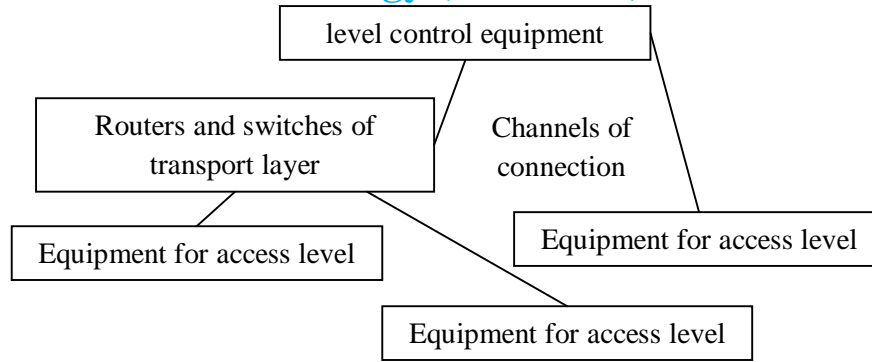 level control equipment
Routers and switches of
transport layer
Channels of
connection
Equipment for access level
Equipment for access level
Equipment for access level